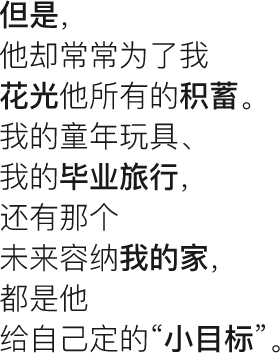 但是，
他却常常为了我
花光他所有的积蓄。
我的童年玩具、
我的毕业旅行，
还有那个
未来容纳我的家，
都是他
给自己定的“小目标”。